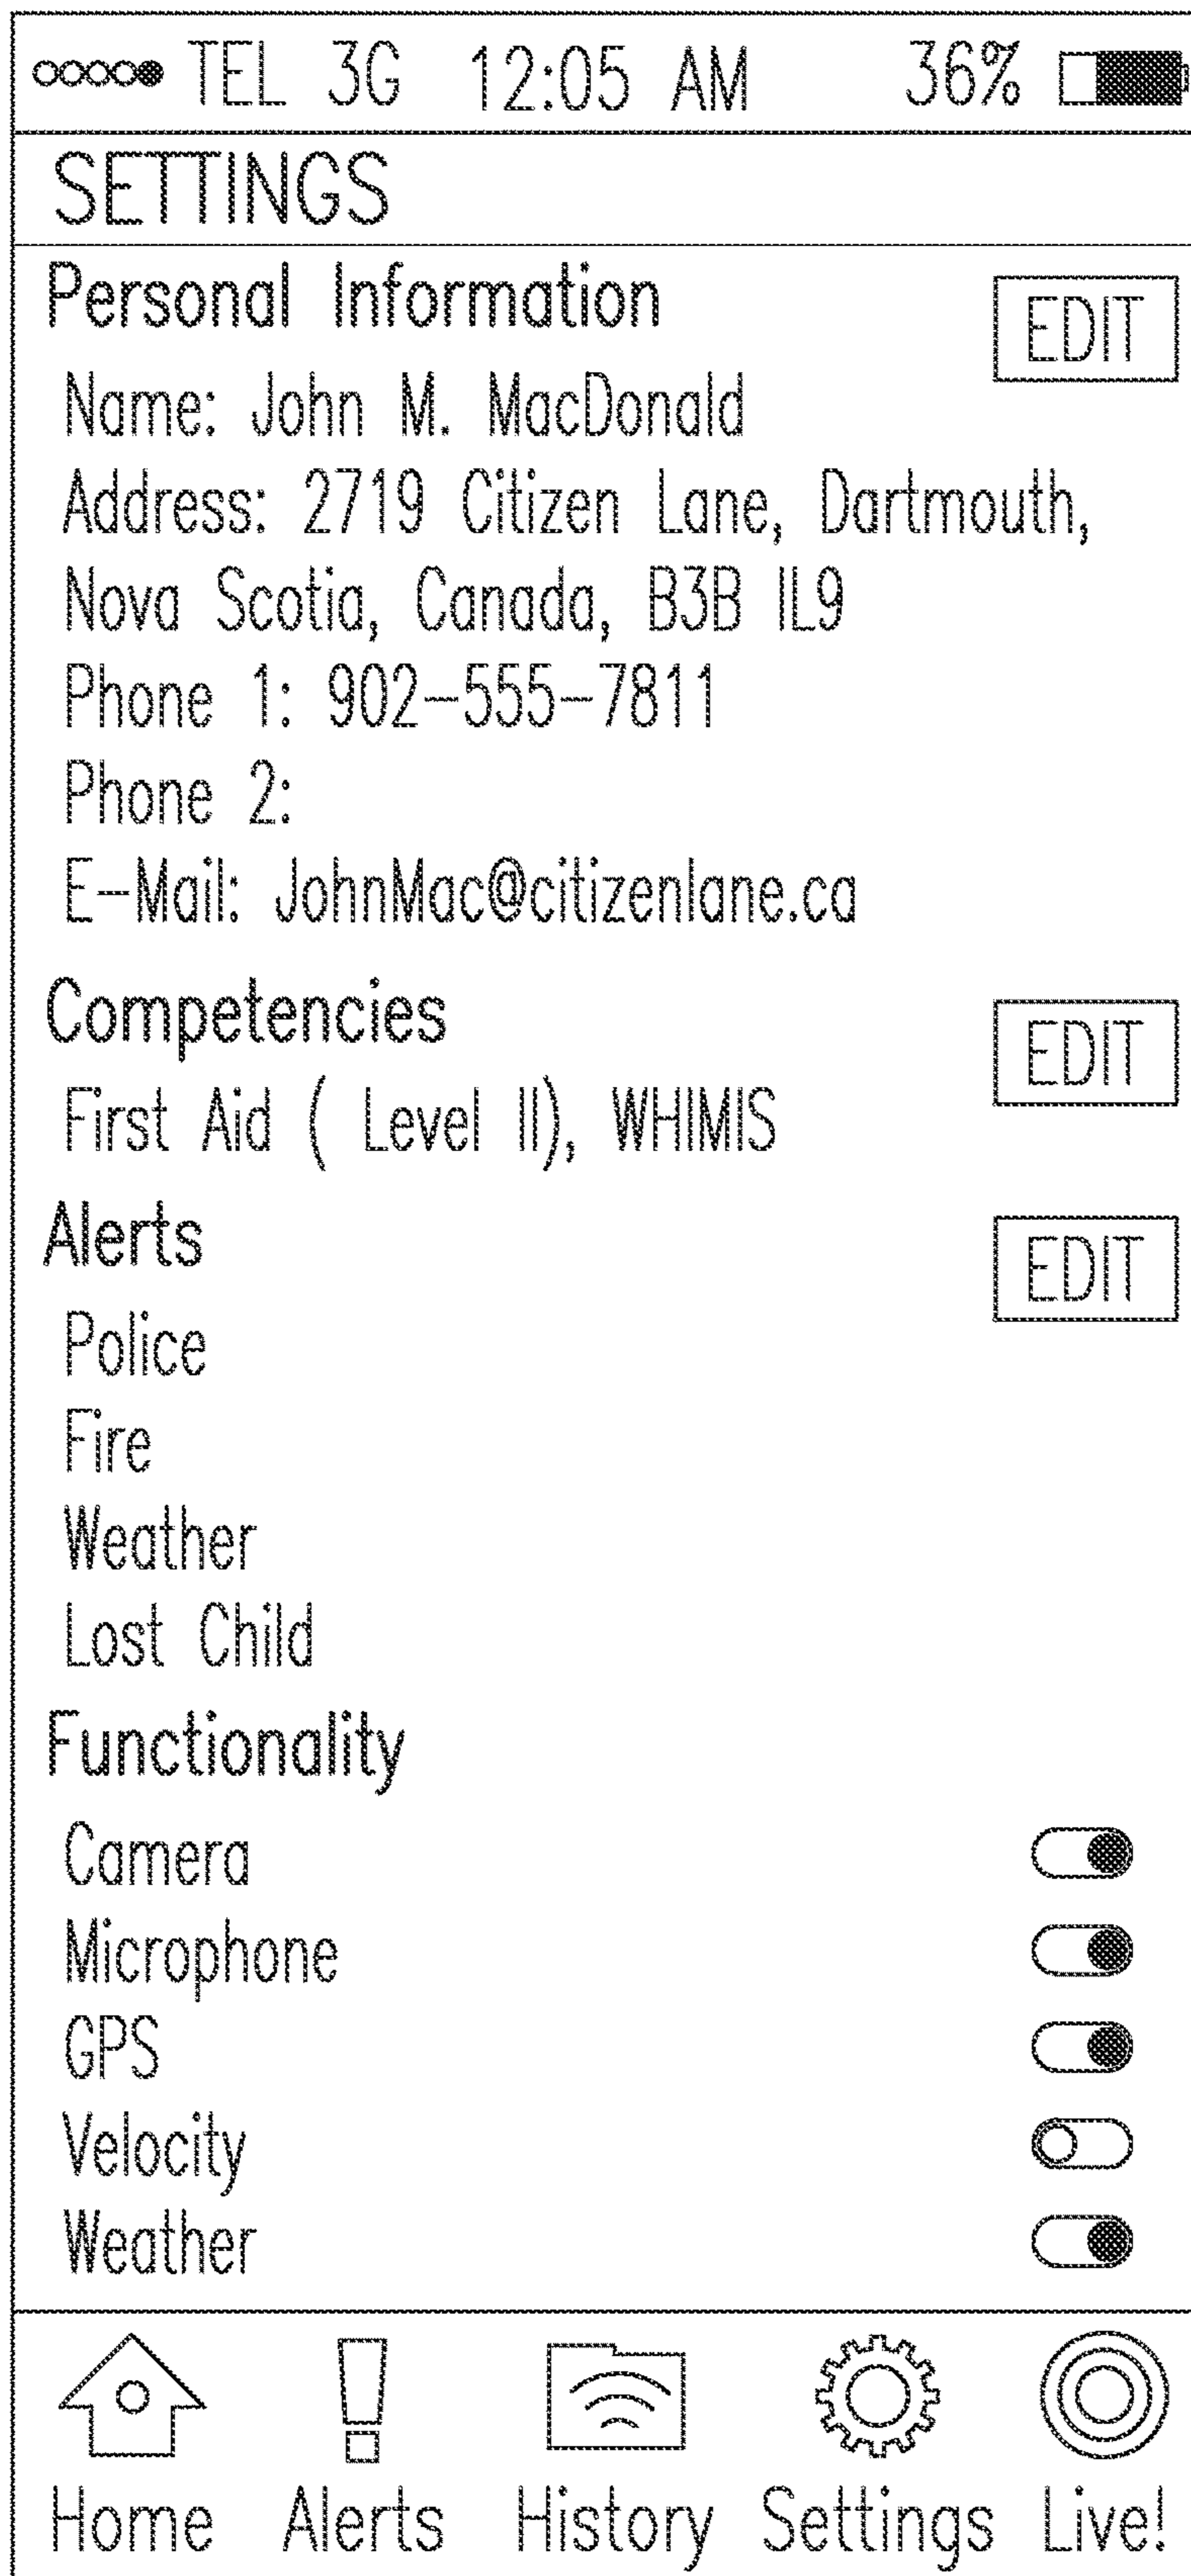 TEL 3G 12:05 AM 36%
SETTINGS
Personal Information EDIT
Name: John M. MacDonald
Address: 2719 Citizen Lane, Dartmouth,
Nova Scotia, Canada, B3B IL9
Phone 1: 902-555-7811
Phone 2:
E-Mail: JohnMac@citizenlane.ca
Competencies EDIT
First Aid ( Level II), WHIMIS
Alerts EDIT
Police
Fire
Weather
Lost Child
Functionality
Camera
Microphone
GPS
Velocity
Weather
Home Alerts History Settings Live!